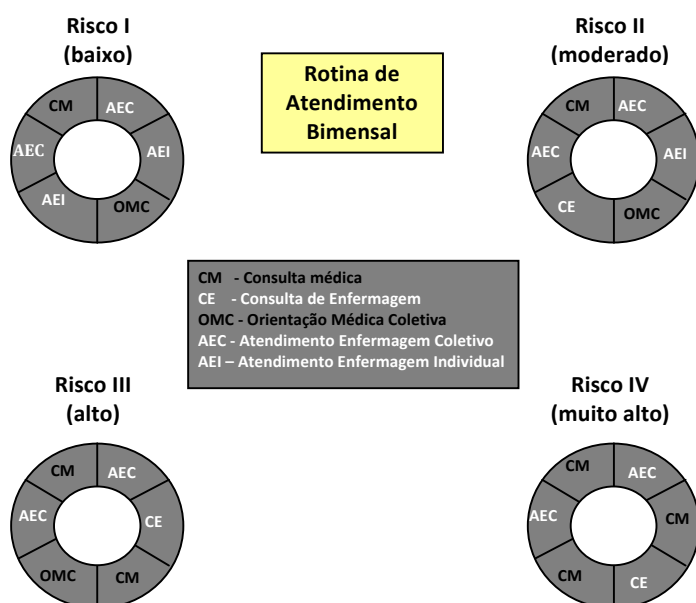 Risco I
(baixo)
CM
AEC
AEC
AEI
AEI
OMC
Rotina de
Atendimento
Bimensal
Risco II
(moderado)
CM
AEC
AEC
AEI
CE
OMC
CM - Consulta médica
CE - Consulta de Enfermagem
OMC - Orientação Médica Coletiva
AEC - Atendimento Enfermagem Coletivo
AEI – Atendimento Enfermagem Individual
Risco III
(alto)
CM
AEC
AEC
CE
OMC
CM
Risco IV
(muito alto)
CM
AEC
AEC
CM
CM
CE